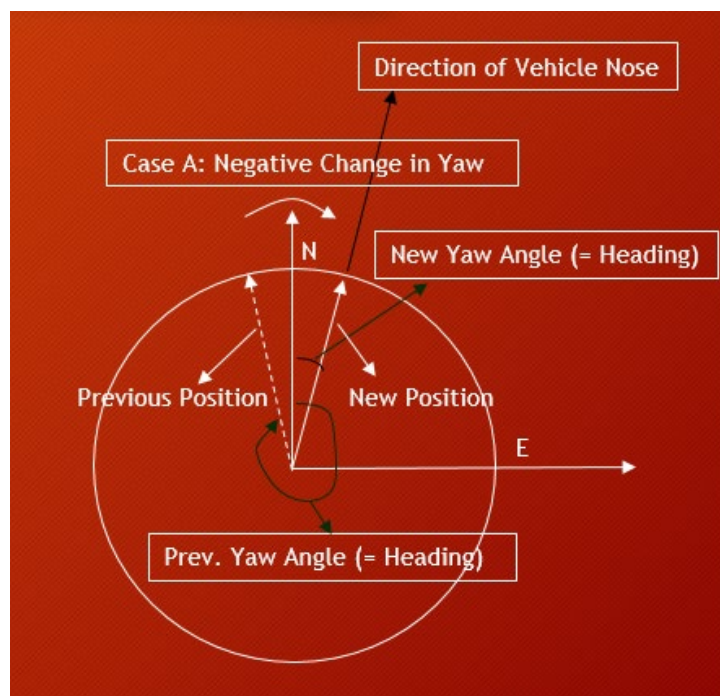 Direction of Vehicle Nose
Case A: Negative Change in Yaw
N
New Yaw Angle (= Heading)
Previous Position
New Position
E
Prev. Yaw Angle (= Heading)